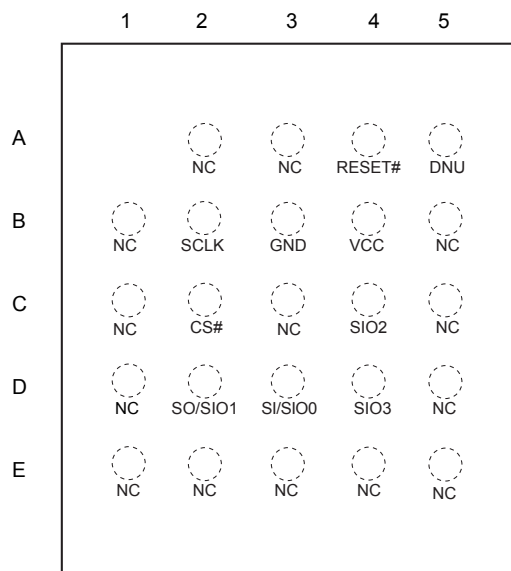 1 2 3 4 5
A
NC NC RESET# DNU
B
NC SCLK GND VCC NC
C
NC CS# NC SIO2 NC
D
NC SO/SIO1 SI/SIO0 SIO3 NC
E
NC NC NC NC NC